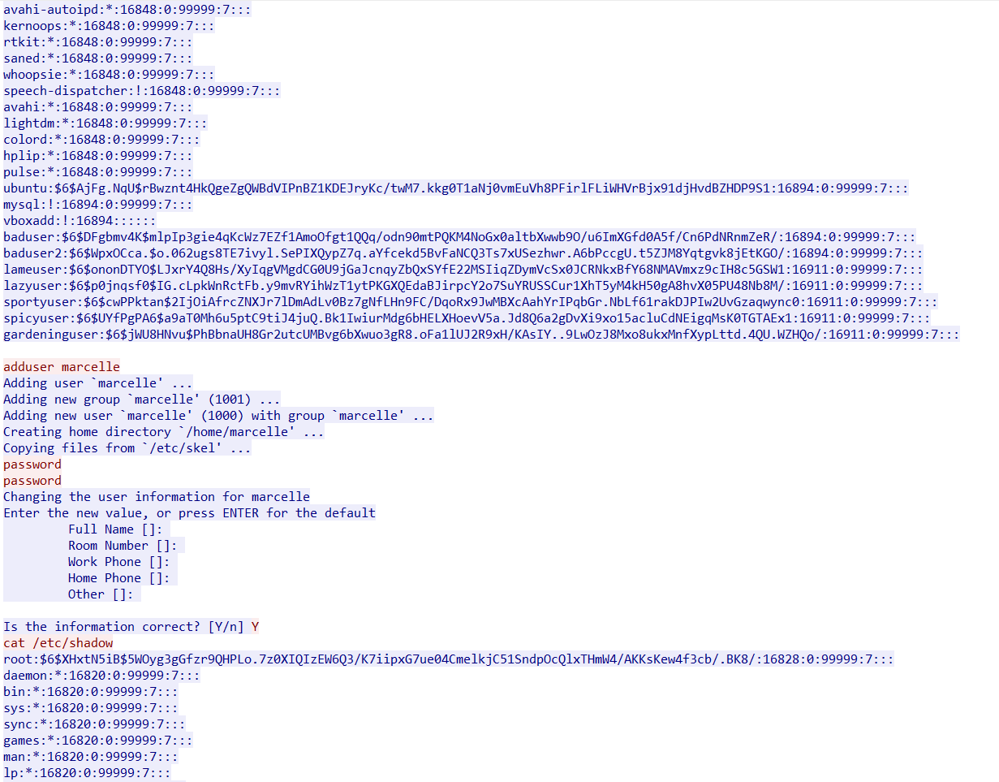 avahi-autoipd:*:16848:0:99999:7:::
kernoops:*:16848:0:99999:7:::
rtkit:*:16848:0:99999:7:::
saned:*:16848:0:99999:7:::
whoopsie:*:16848:0:99999:7:::
speech-dispatcher:!:16848:0:99999:7:::
avahi:*:16848:0:99999:7:::
lightdm:*:16848:0:99999:7:::
colord:*:16848:0:99999:7:::
hplip:*:16848:0:99999:7:::
pulse:*:16848:0:99999:7:::
ubuntu:$6$AjFg.NqU$rBwznt4HkQgeZgQWBdVIPnBZ1KDEJryKc/twM7.kkg0T1aNj0vmEuVh8PFirlFLiWHVrBjx91djHvdBZHDP9S1:16894:0:99999:7:::
mysql:!:16894:0:99999:7:::
vboxadd:!:16894::::::
baduser:$6$DFgbmv4K$mlpIp3gie4qKcWz7EZf1AmoOfgt1QQq/odn90mtPQKM4NoGx0altbXwwb9O/u6ImXGfd0A5f/Cn6PdNRnmZeR/:16894:0:99999:7:::
baduser2:$6$WpxOCca.$o.062ugs8TE7ivyl.SePIXQypZ7q.aYfcekd5BvFaNCQ3Ts7xUSezhwr.A6bPccgU.t5ZJM8Yqtgvk8jEtKGO/:16894:0:99999:7:::
lameuser:$6$ononDTYO$LJxrY4Q8Hs/XyIqgVMgdCG0U9jGaJcnqyZbQxSYfE22MSIiqZDymVcSx0JCRNkxBfY68NMAVmxz9cIH8c5GSW1:16911:0:99999:7:::
lazyuser:$6$p0jnqsf0$IG.cLpkWnRctFb.y9mvRYihWzT1ytPKGXQEdaBJirpcY2o7SuYRUSSCur1XhT5yM4kH50gA8hvX05PU48Nb8M/:16911:0:99999:7:::
sportyuser:$6$cwPPktan$2IjOiAfrcZNXJr7lDmAdLv0Bz7gNfLHn9FC/DqoRx9JwMBXcAahYrIPqbGr.NbLf61rakDJPIw2UvGzaqwync0:16911:0:99999:7:::
spicyuser:$6$UYfPgPA6$a9aT0Mh6u5ptC9tiJ4juQ.Bk1IwiurMdg6bHELXHoevV5a.Jd8Q6a2gDvXi9xo15acluCdNEigqMsK0TGTAEx1:16911:0:99999:7:::
gardeninguser:$6$jWU8HNvu$PhBbnaUH8Gr2utcUMBvg6bXwuo3gR8.oFa1lUJ2R9xH/KAsIY..9LwOzJ8Mxo8ukxMnfXypLttd.4QU.WZHQo/:16911:0:99999:7:::
adduser marcelle
Adding user `marcelle' ...
Adding new group `marcelle' (1001) ...
Adding new user `marcelle' (1000) with group `marcelle' ...
Creating home directory `/home/marcelle' ...
Copying files from `/etc/skel' ...
password
password
Changing the user information for marcelle
Enter the new value, or press ENTER for the default
Full Name []:
Room Number []:
Work Phone []:
Home Phone []:
Other []:
Is the information correct? [Y/n] Y
cat /etc/shadow
root:$6$XHxtN5iB$5WOyg3gGfzr9QHPLo.7z0XIQIzEW6Q3/K7iipxG7ue04CmelkjC51SndpOcQlxTHmW4/AKKsKew4f3cb/.BK8/:16828:0:99999:7:::
daemon:*:16820:0:99999:7:::
bin:*:16820:0:99999:7:::
sys:*:16820:0:99999:7:::
sync:*:16820:0:99999:7:::
games:*:16820:0:99999:7:::
man:*:16820:0:99999:7:::
lp:*:16820:0:99999:7:::